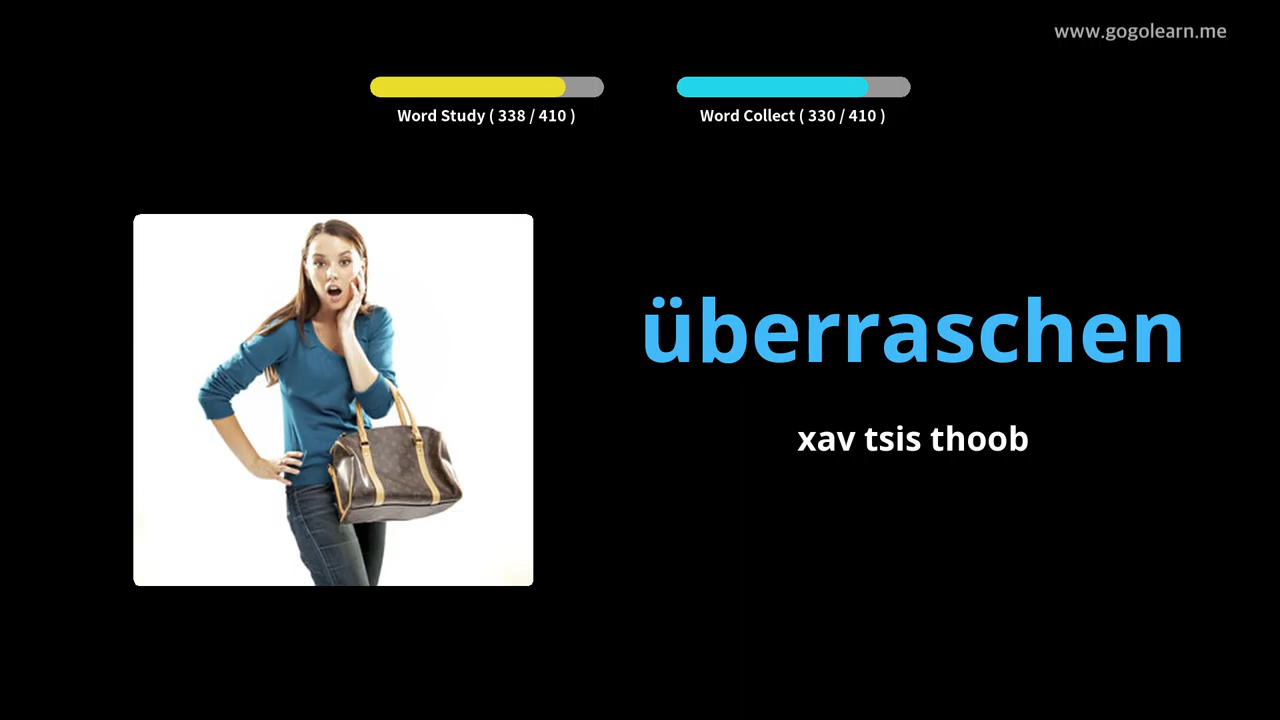 www.gogolearn.me
Word Study ( 338 / 410 )
Word Collect ( 330 / 410 )
überraschen
xav tsis thoob